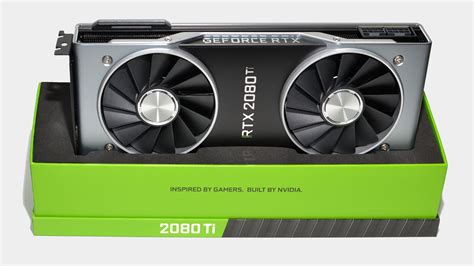 GEFORCE RTX
RTX 2080 Ti
INSPIRED BY GAMERS. BUILT BY NVIDIA.
2080 Ti